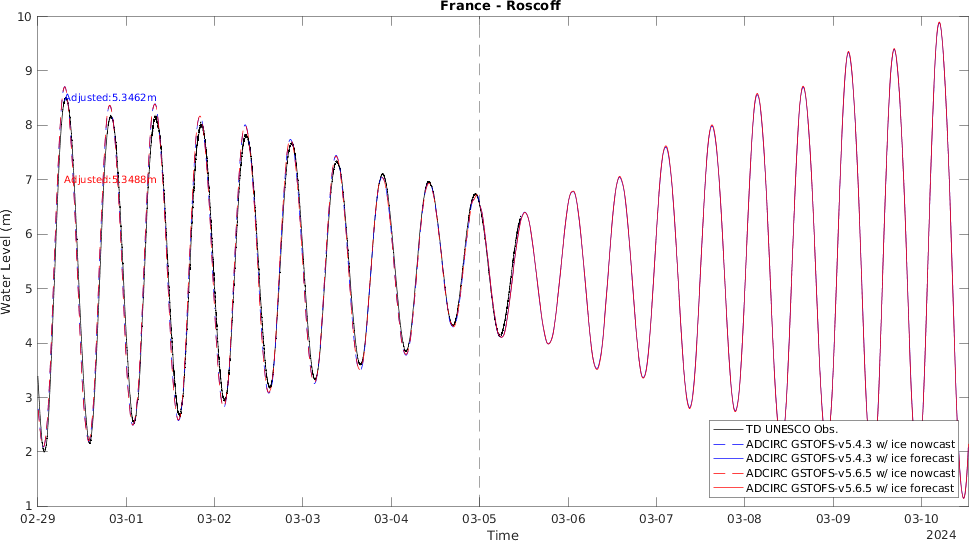 France - Roscoff
10
9
8
7
6
5
4
3
2
1
Water Level (m)
Adjusted:5.3462m
Adjusted:5.3488m
TD UNESCO Obs.
ADCIRC GSTOFS-v5.4.3 w/ ice nowcast
ADCIRC GSTOFS-v5.4.3 w/ ice forecast
ADCIRC GSTOFS-v5.6.5 w/ ice nowcast
ADCIRC GSTOFS-v5.6.5 w/ ice forecast
02-29 03-01 03-02 03-03 03-04 03-05 03-06 03-07 03-08 03-09 03-10
Time
2024